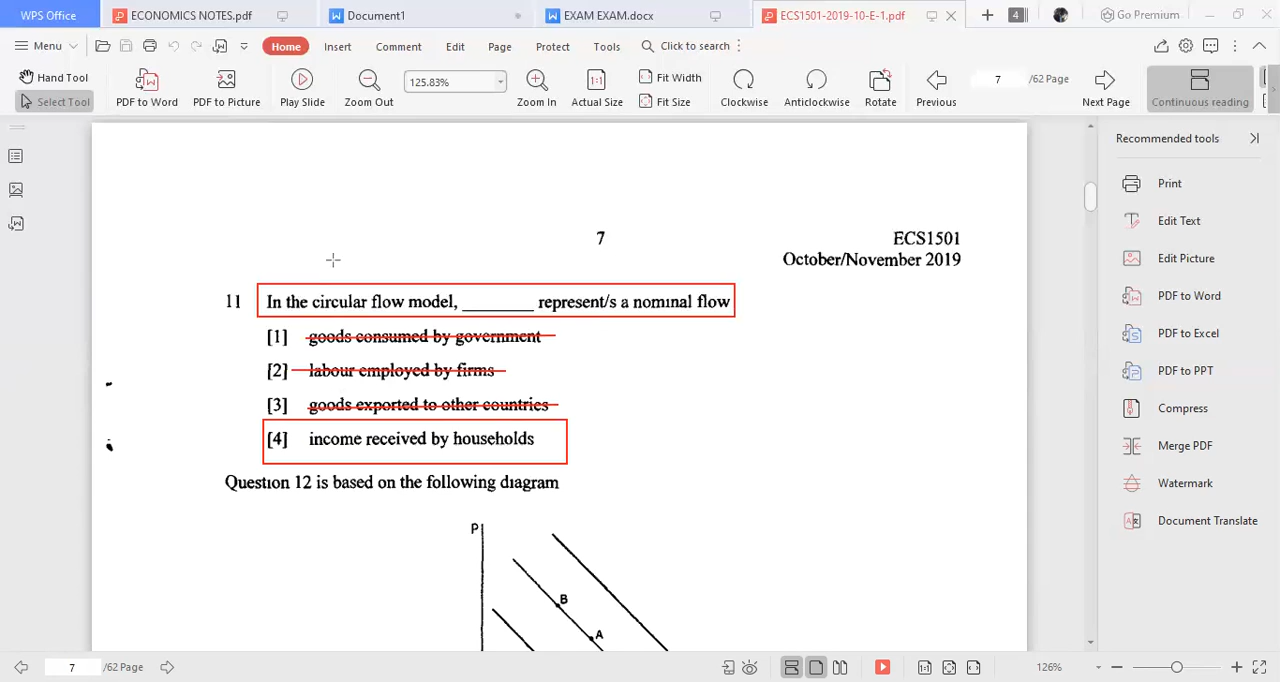 WPS Office ECONOMICS NOTES.pdf Document1 EXAM EXAM.docx ECS1501-2019-10-E-1.pdf 4 Go Premium
Menu Home Insert Comment Edit Page Protect Tools Click to search
Hand Tool 125.83% 7 /62 Page Fit Width
Select Tool PDF to Word PDF to Picture Play Slide Zoom Out Zoom In Actual Size Fit Size Clockwise Anticlockwise Rotate Previous Next Page Continuous reading
7 ECS1501
October/November 2019
11 In the circular flow model, ________ represent/s a nominal flow
[1] goods consumed by government
[2] labour employed by firms
[3] goods exported to other countries
[4] income received by households
Question 12 is based on the following diagram
P
B
A
Recommended tools
Print
Edit Text
Edit Picture
PDF to Word
PDF to Excel
PDF to PPT
Compress
Merge PDF
Watermark
Document Translate
7 /62 Page 126%